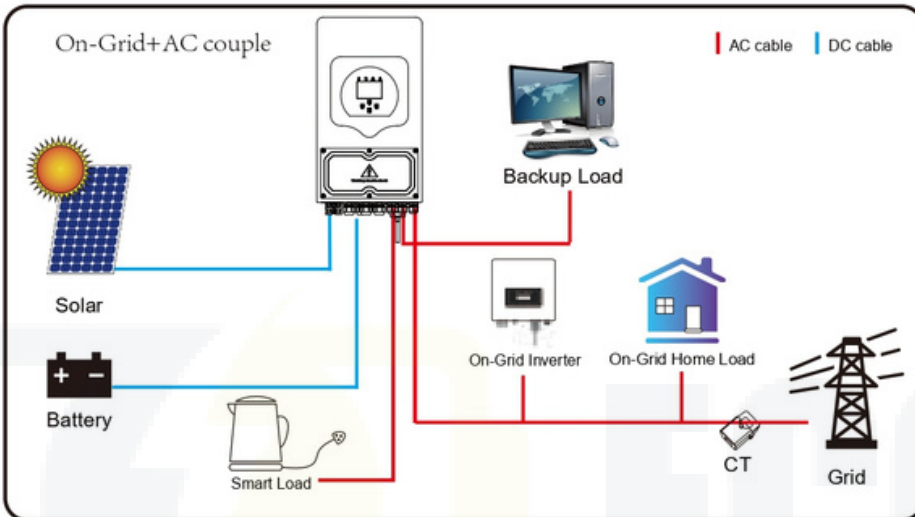 On-Grid+AC couple
AC cable
DC cable
Backup Load
Solar
On-Grid Inverter
On-Grid Home Load
Battery
+ −
CT
Grid
Smart Load